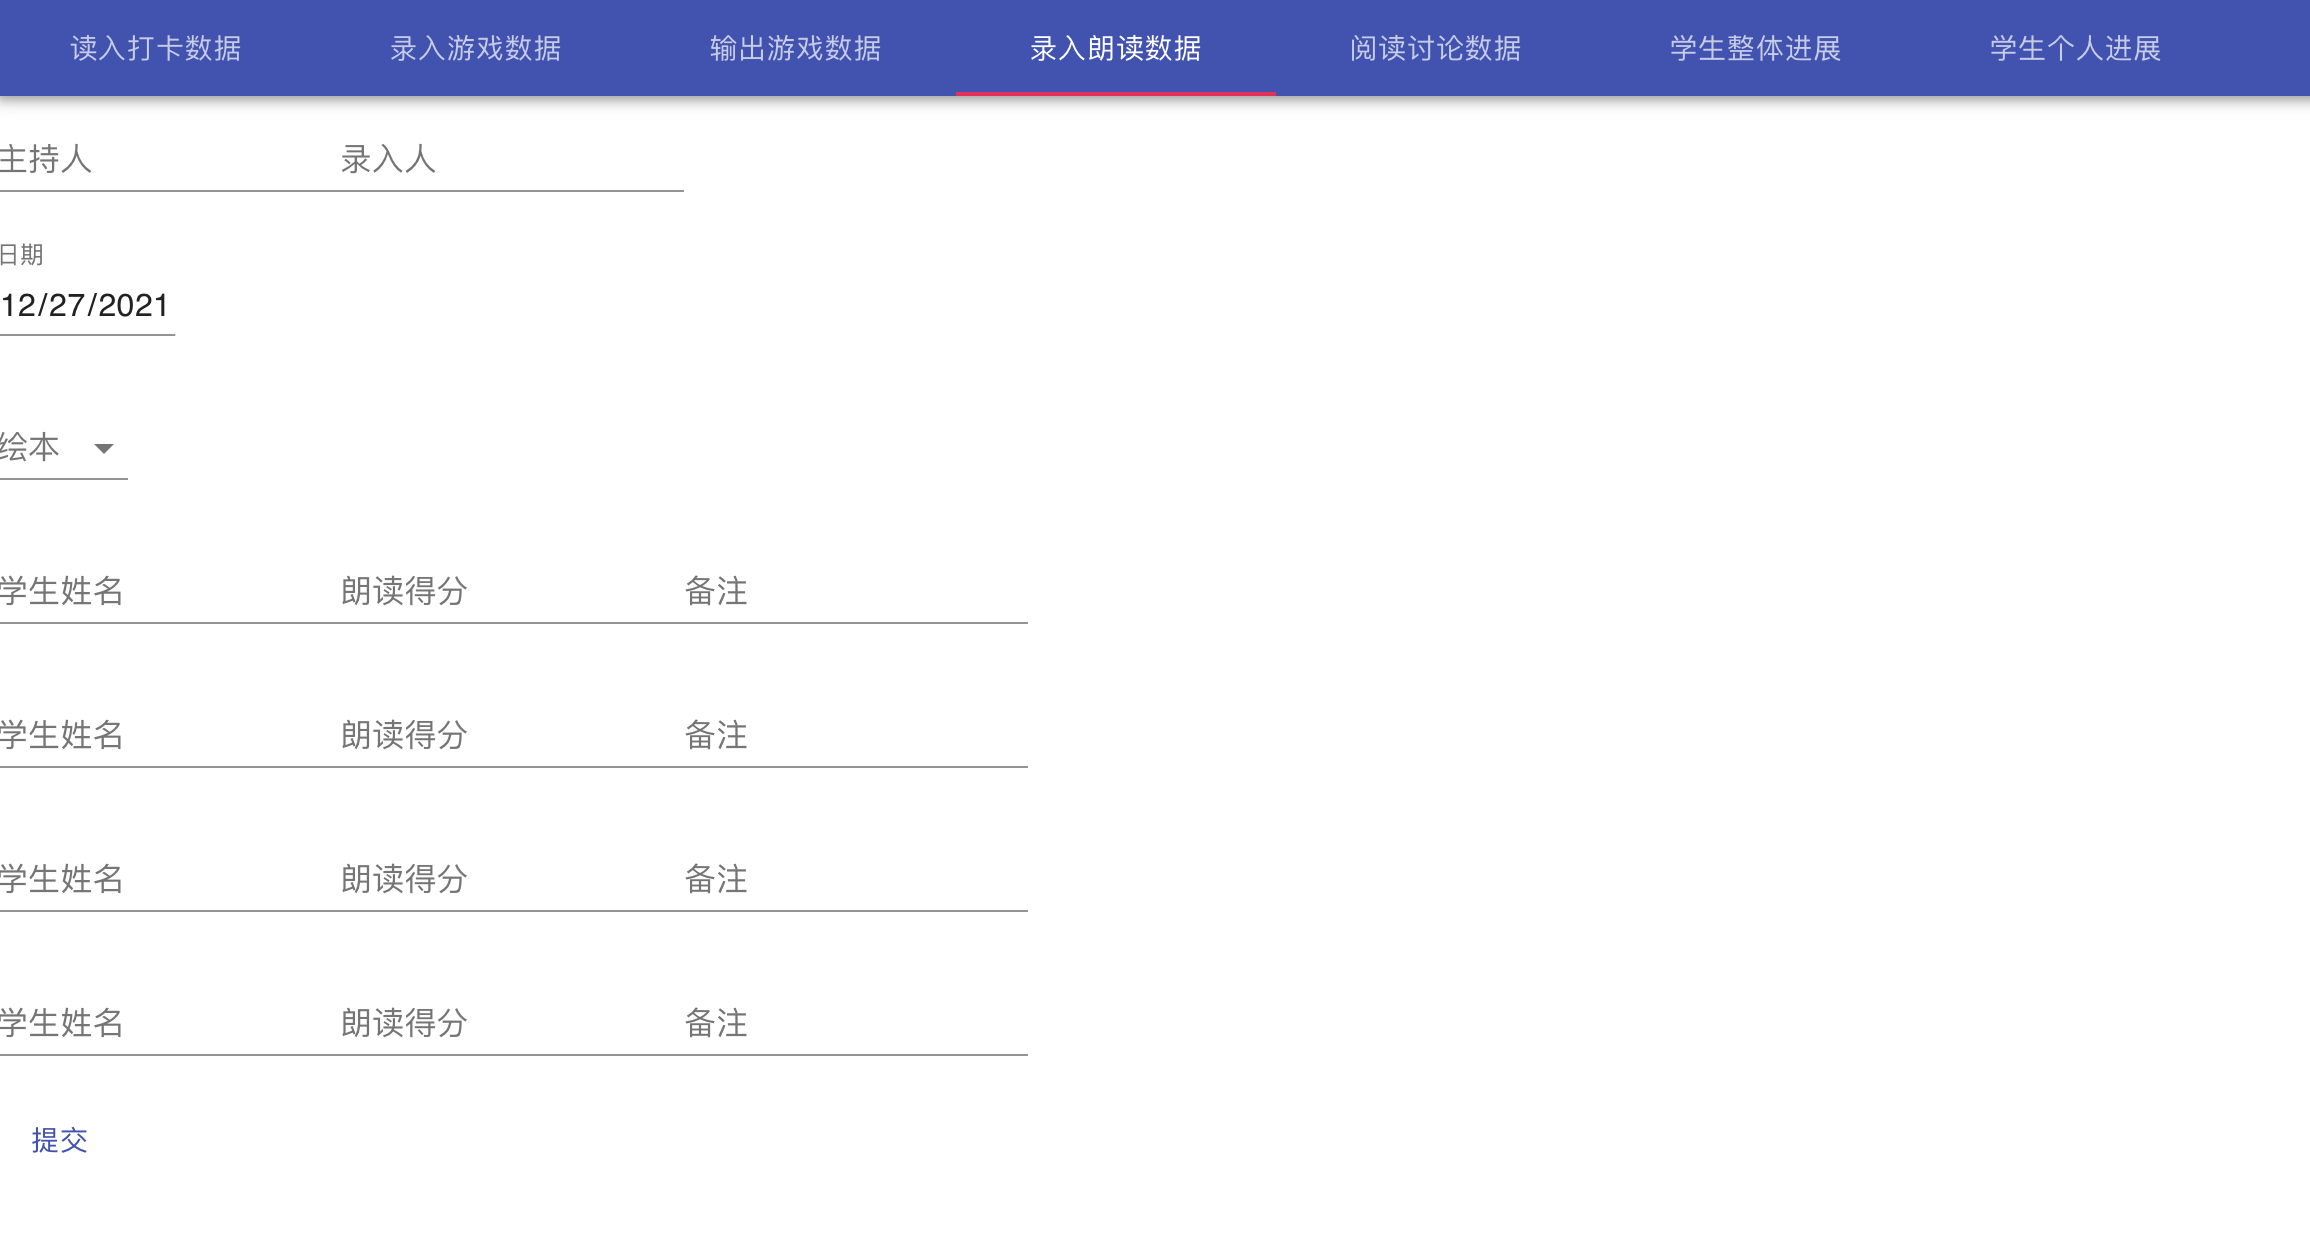 读入打卡数据 录入游戏数据 输出游戏数据 录入朗读数据 阅读讨论数据 学生整体进展 学生个人进展
主持人 录入人
日期
12/27/2021
绘本
学生姓名 朗读得分 备注
学生姓名 朗读得分 备注
学生姓名 朗读得分 备注
学生姓名 朗读得分 备注
提交